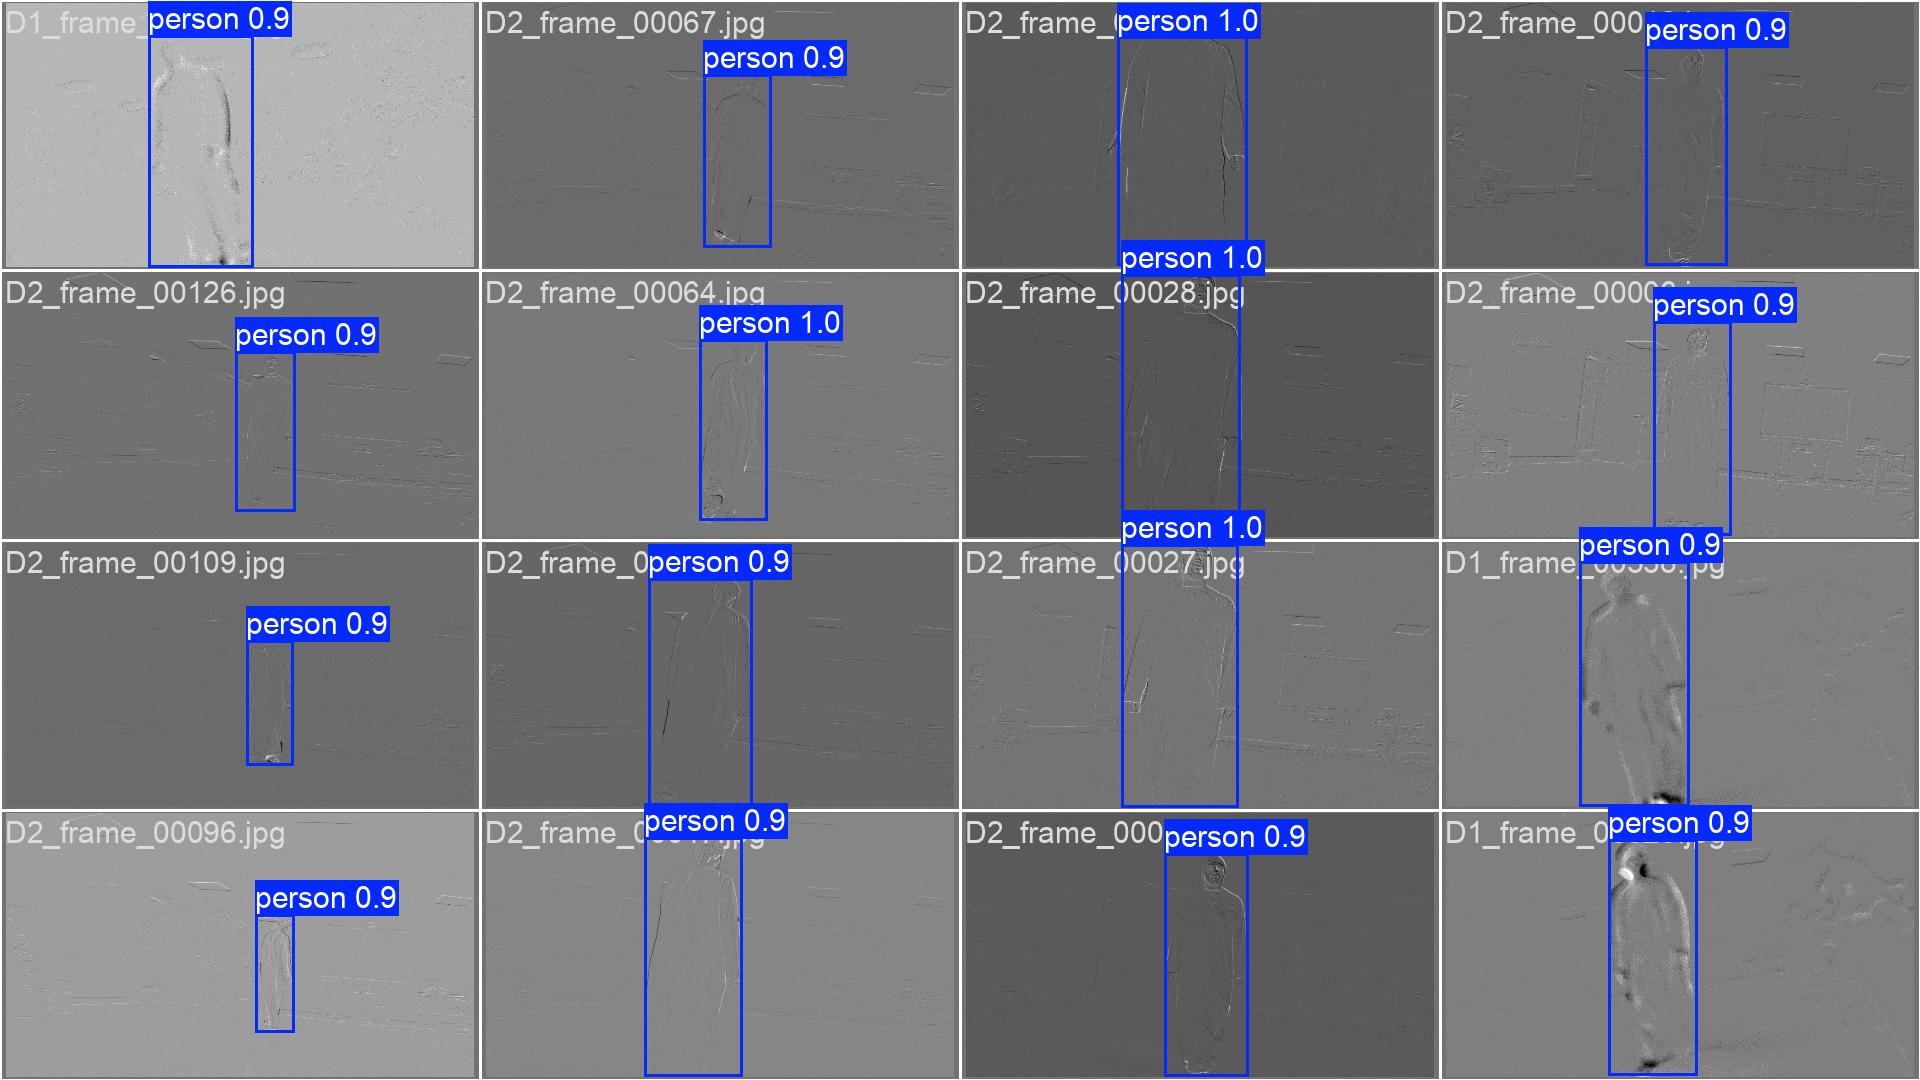 D1_frame_
person 0.9
D2_frame_00067.jpg
person 0.9
D2_frame_
person 1.0
D2_frame_000
person 0.9
D2_frame_00126.jpg
person 0.9
D2_frame_00064.jpg
person 1.0
D2_frame_00028.jpg
person 1.0
D2_frame_0000
person 0.9
D2_frame_00109.jpg
person 0.9
D2_frame_0
person 0.9
D2_frame_00027.jpg
person 1.0
D1_frame_00338.jpg
person 0.9
D2_frame_00096.jpg
person 0.9
D2_frame_0
person 0.9
D2_frame_000
person 0.9
D1_frame_0
person 0.9